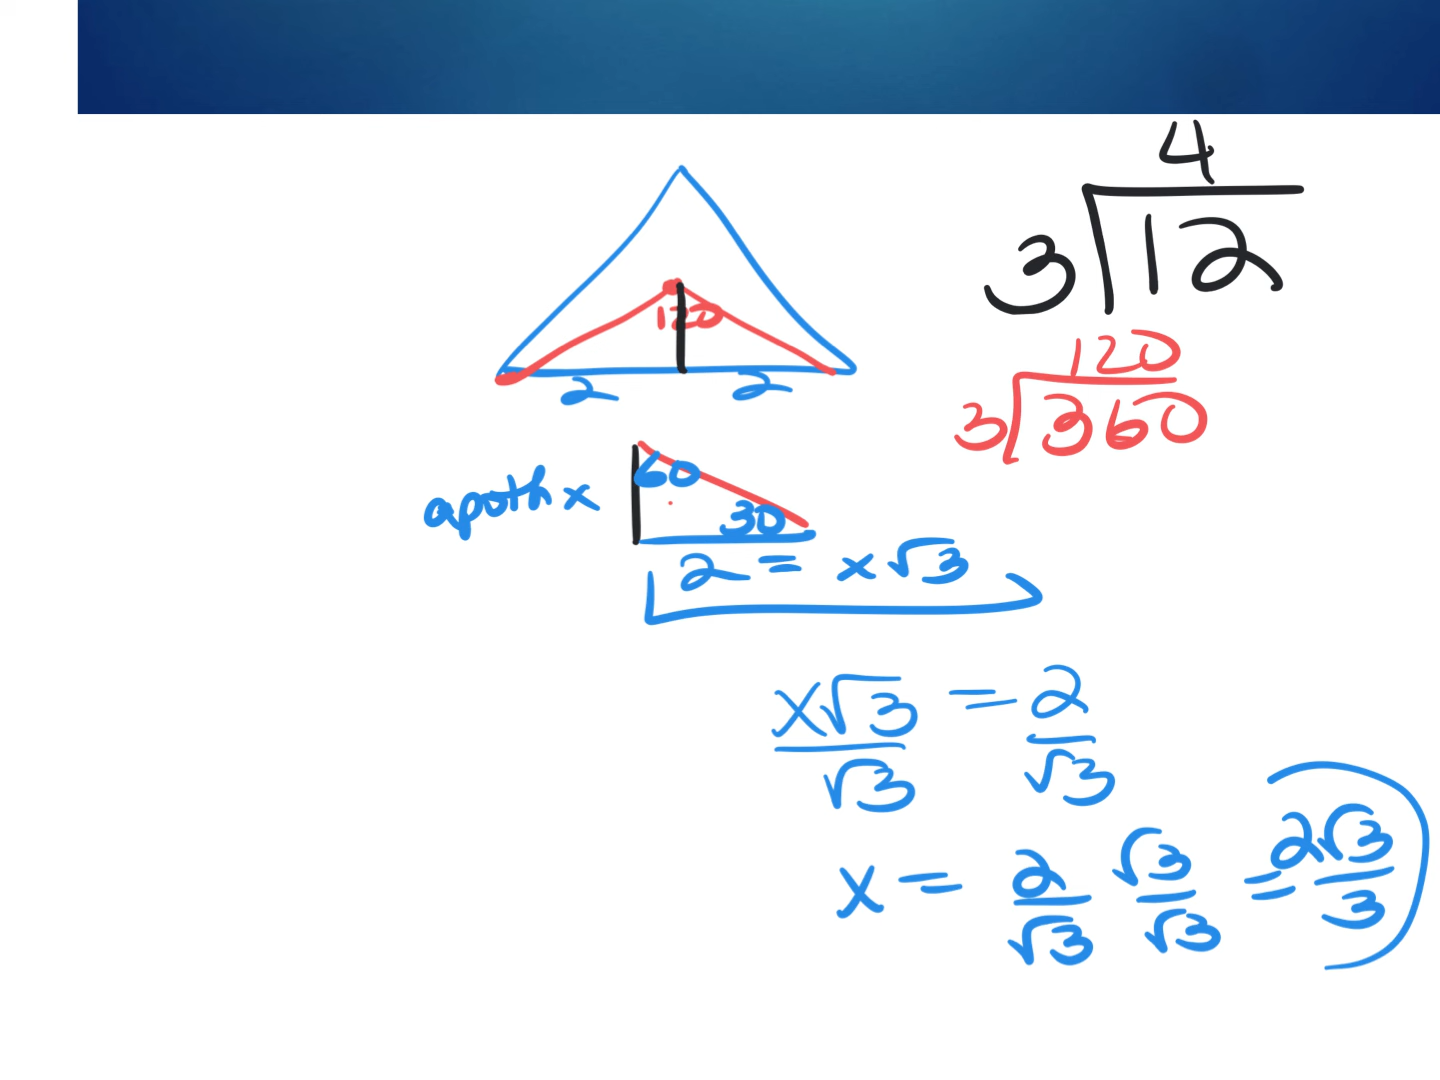 4
3√12
120
2 2
120
3√360
60
apoth x
30
2 = x√3
x√3 = 2
√3 √3
x = 2 √3 = 2√3
√3 √3 3